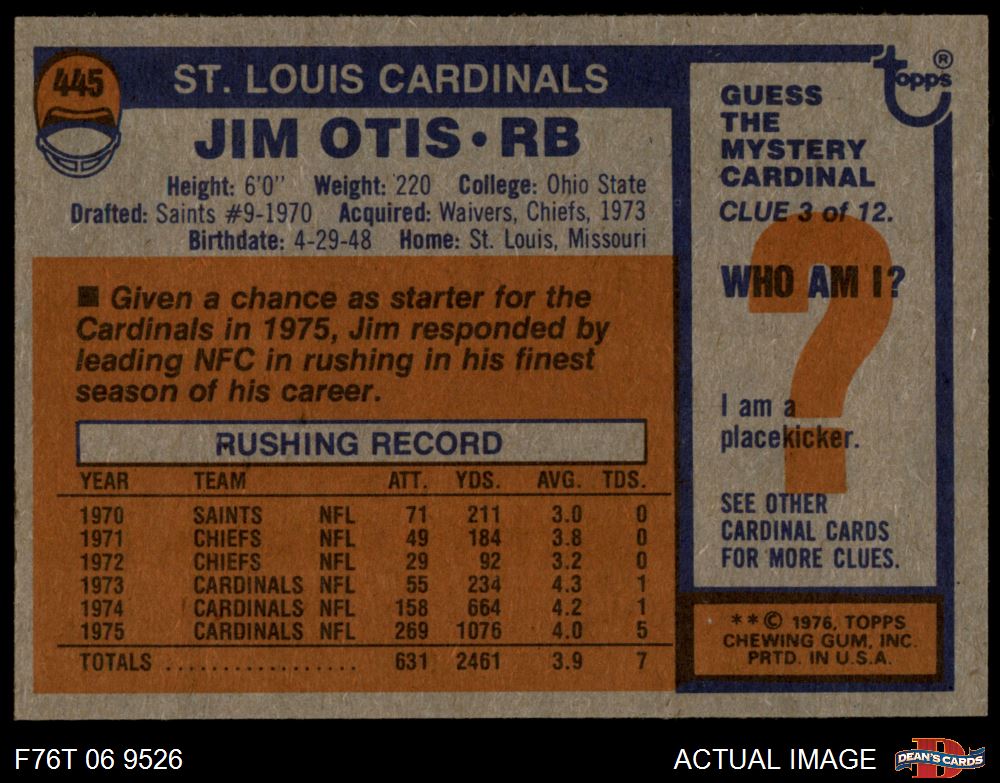 445
ST. LOUIS CARDINALS
JIM OTIS • RB
Height: 6'0" Weight: 220 College: Ohio State
Drafted: Saints #9-1970 Acquired: Waivers, Chiefs, 1973
Birthdate: 4-29-48 Home: St. Louis, Missouri
■ Given a chance as starter for the
Cardinals in 1975, Jim responded by
leading NFC in rushing in his finest
season of his career.
RUSHING RECORD
YEAR TEAM ATT. YDS. AVG. TDS.
1970 SAINTS NFL 71 211 3.0 0
1971 CHIEFS NFL 49 184 3.8 0
1972 CHIEFS NFL 29 92 3.2 0
1973 CARDINALS NFL 55 234 4.3 1
1974 CARDINALS NFL 158 664 4.2 1
1975 CARDINALS NFL 269 1076 4.0 5
TOTALS .................. 631 2461 3.9 7
topps ®
GUESS
THE
MYSTERY
CARDINAL
CLUE 3 of 12.
?
WHO AM I?
I am a
placekicker.
SEE OTHER
CARDINAL CARDS
FOR MORE CLUES.
**© 1976, TOPPS
CHEWING GUM, INC.
PRTD. IN U.S.A.
F76T 06 9526
ACTUAL IMAGE
D
DEAN'S CARDS